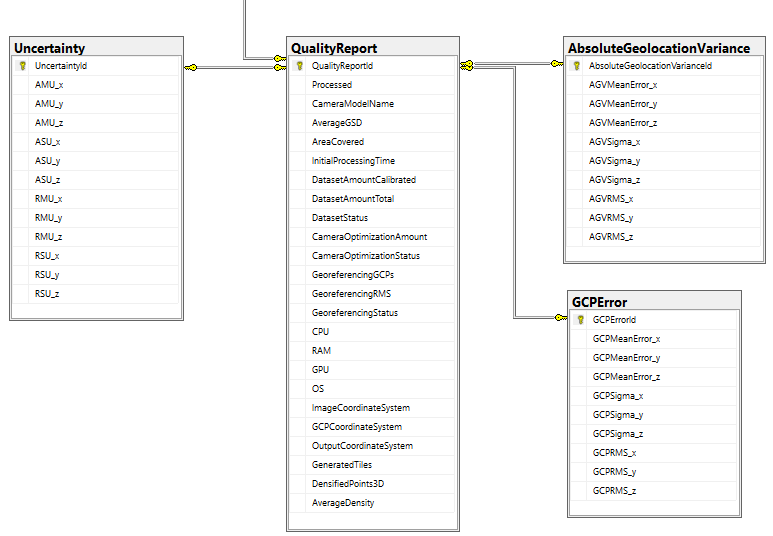 Uncertainty
UncertaintyId
AMU_x
AMU_y
AMU_z
ASU_x
ASU_y
ASU_z
RMU_x
RMU_y
RMU_z
RSU_x
RSU_y
RSU_z
QualityReport
QualityReportId
Processed
CameraModelName
AverageGSD
AreaCovered
InitialProcessingTime
DatasetAmountCalibrated
DatasetAmountTotal
DatasetStatus
CameraOptimizationAmount
CameraOptimizationStatus
GeoreferencingGCPs
GeoreferencingRMS
GeoreferencingStatus
CPU
RAM
GPU
OS
ImageCoordinateSystem
GCPCoordinateSystem
OutputCoordinateSystem
GeneratedTiles
DensifiedPoints3D
AverageDensity
AbsoluteGeolocationVariance
AbsoluteGeolocationVarianceId
AGVMeanError_x
AGVMeanError_y
AGVMeanError_z
AGVSigma_x
AGVSigma_y
AGVSigma_z
AGVRMS_x
AGVRMS_y
AGVRMS_z
GCPError
GCPErrorId
GCPMeanError_x
GCPMeanError_y
GCPMeanError_z
GCPSigma_x
GCPSigma_y
GCPSigma_z
GCPRMS_x
GCPRMS_y
GCPRMS_z